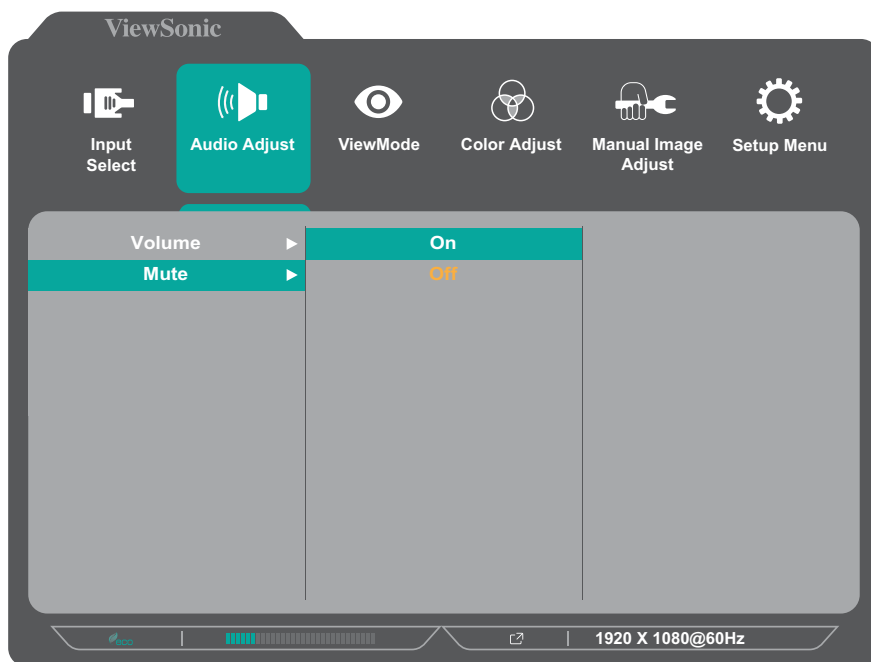 ViewSonic
Input
Select
Audio Adjust
ViewMode
Color Adjust
Manual Image
Adjust
Setup Menu
Volume
On
Mute
Off
eco
1920 X 1080@60Hz